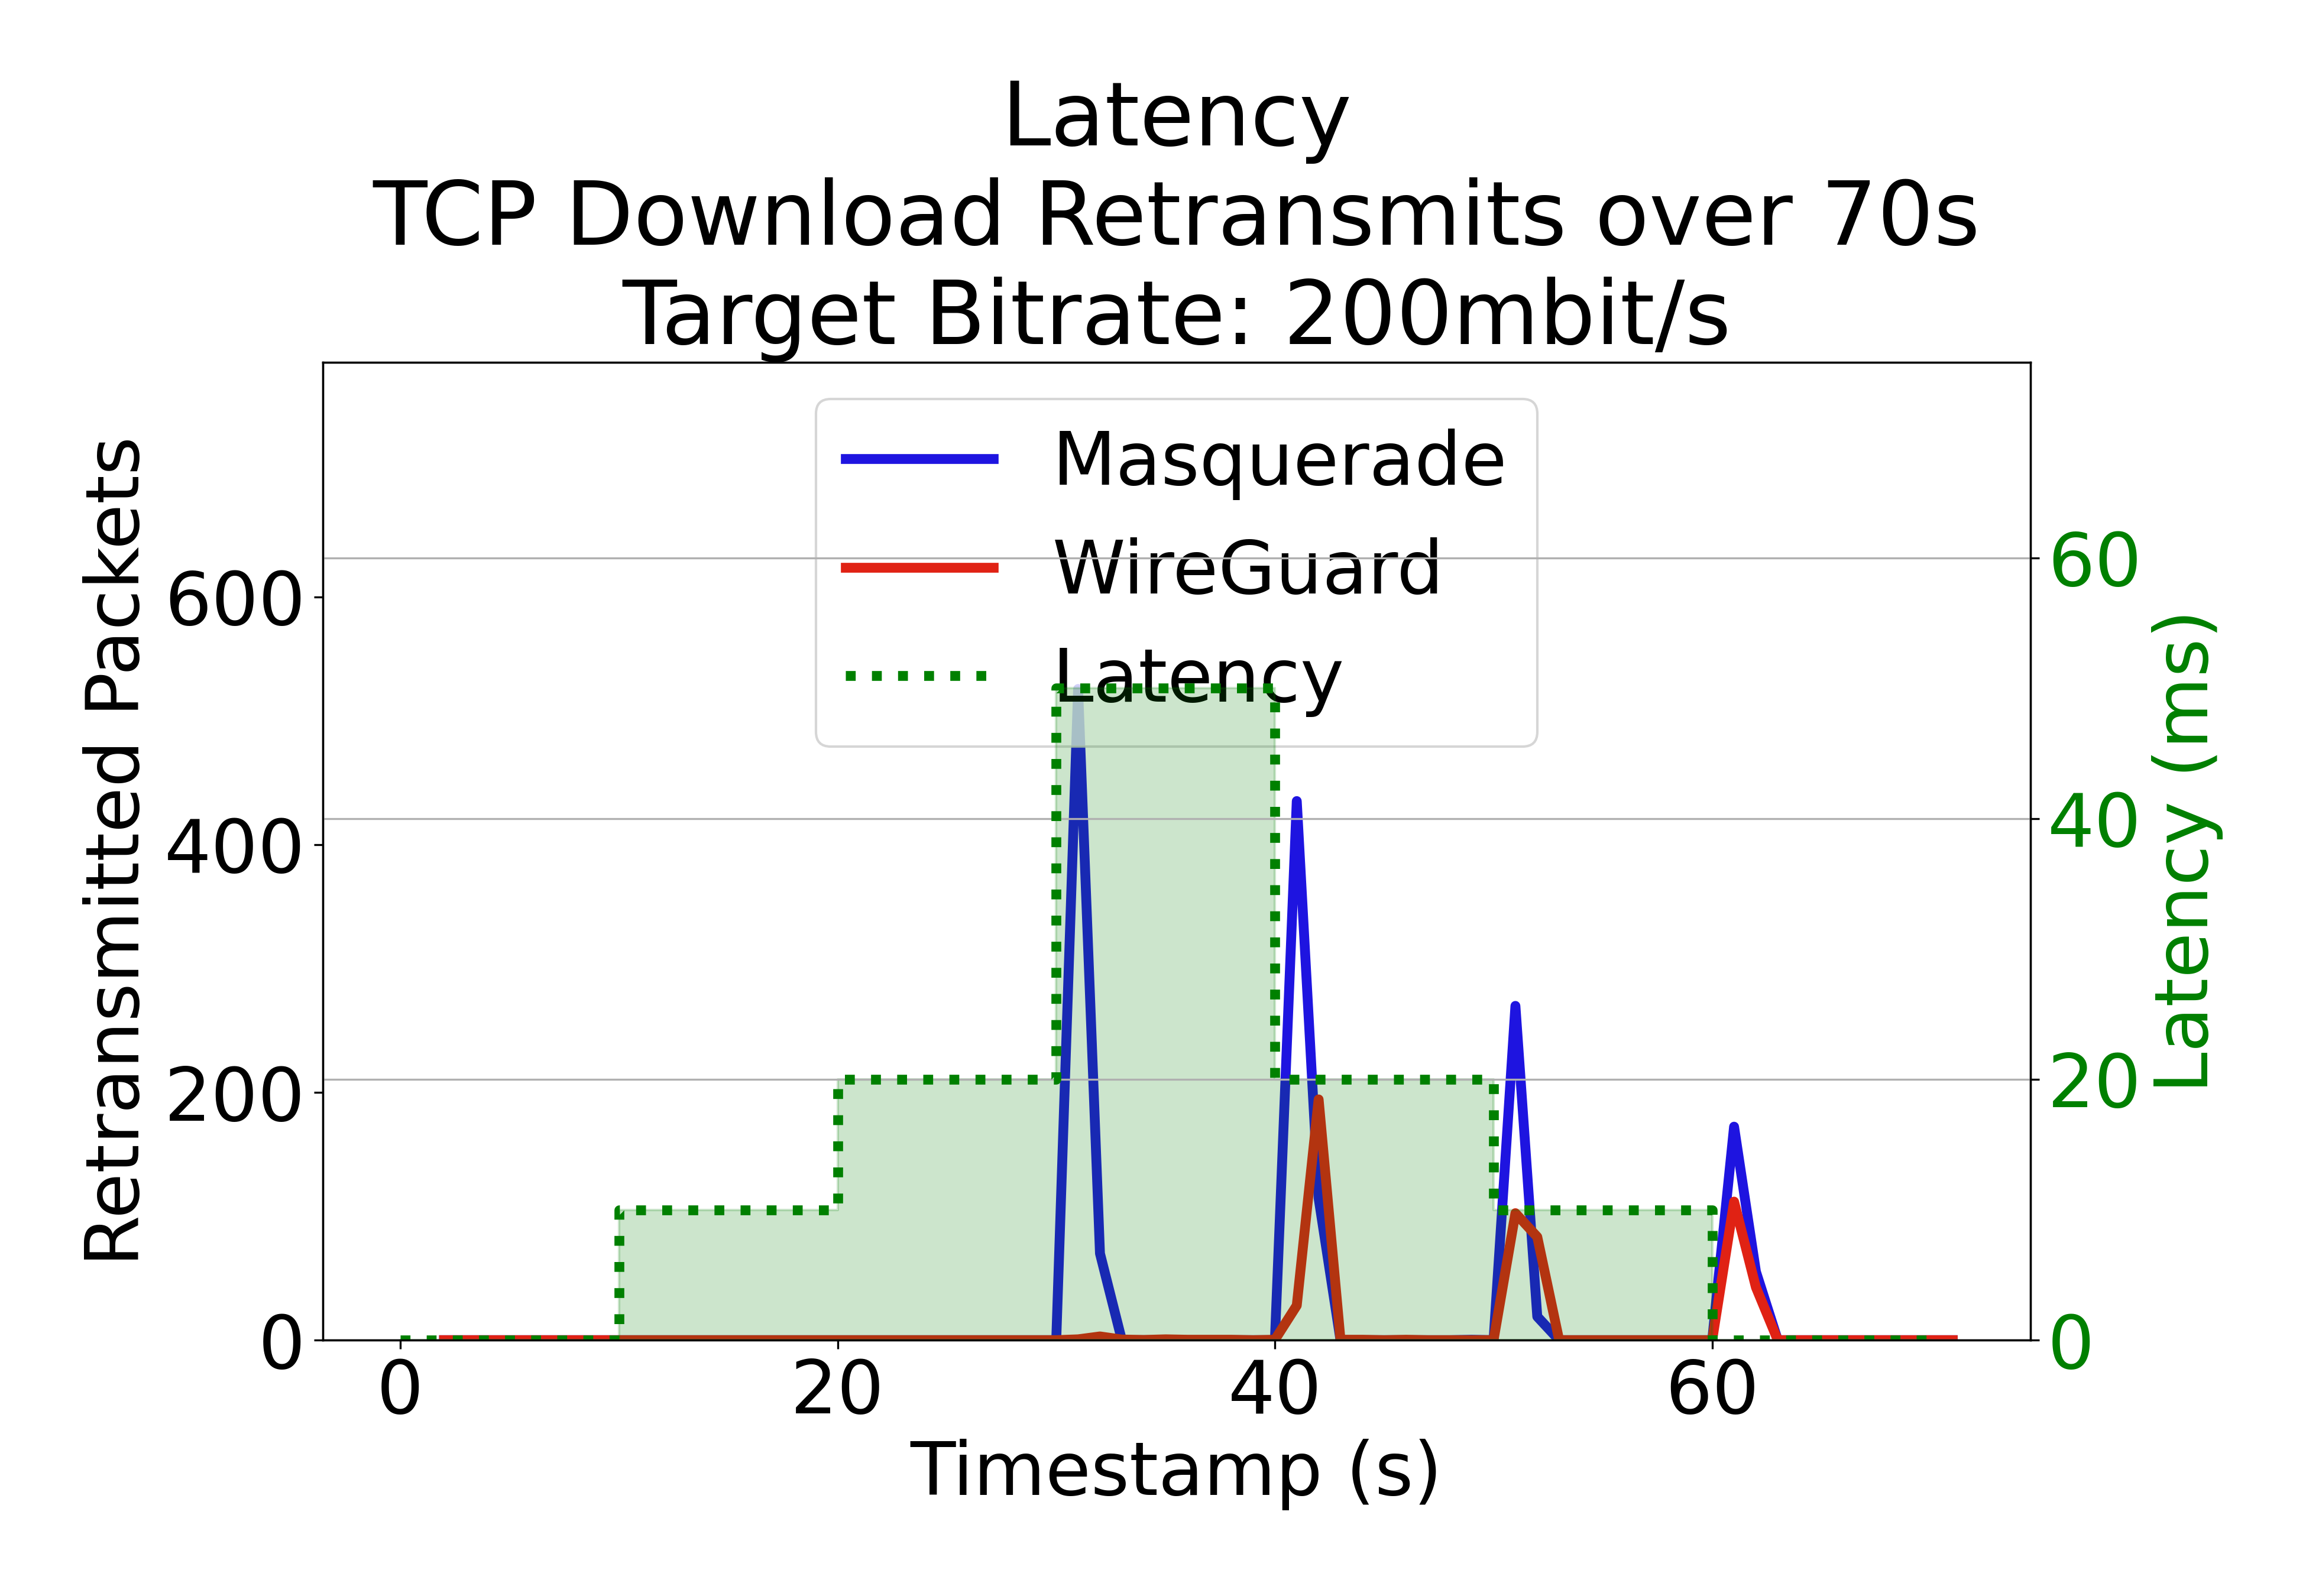 Latency
TCP Download Retransmits over 70s
Target Bitrate: 200mbit/s
Masquerade
WireGuard
Latency
Retransmitted Packets
600
400
200
0
60
40
20
0
Latency (ms)
0 20 40 60
Timestamp (s)